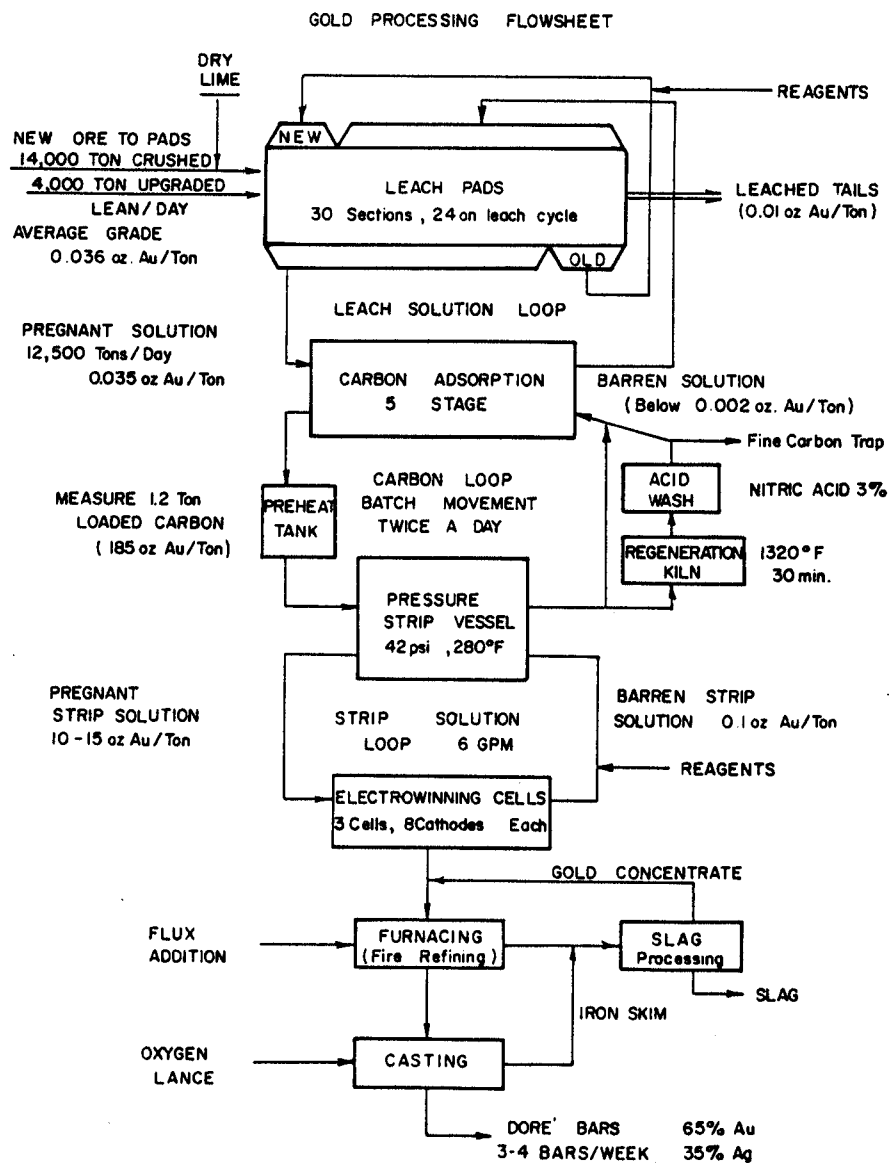 GOLD PROCESSING FLOWSHEET
DRY
LIME
REAGENTS
NEW
NEW ORE TO PADS
14,000 TON CRUSHED
4,000 TON UPGRADED
LEAN/DAY
AVERAGE GRADE
0.036 oz. Au/Ton
LEACH PADS
30 Sections, 24 on leach cycle
LEACHED TAILS
(0.01 oz Au/Ton)
OLD
LEACH SOLUTION LOOP
PREGNANT SOLUTION
12,500 Tons/Day
0.035 oz Au/Ton
CARBON ADSORPTION
5 STAGE
BARREN SOLUTION
(Below 0.002 oz. Au/Ton)
Fine Carbon Trap
MEASURE 1.2 Ton
LOADED CARBON
(185 oz Au/Ton)
PREHEAT
TANK
CARBON LOOP
BATCH MOVEMENT
TWICE A DAY
ACID
WASH
NITRIC ACID 3%
REGENERATION
KILN
1320°F
30 min.
PRESSURE
STRIP VESSEL
42 psi, 280°F
PREGNANT
STRIP SOLUTION
10-15 oz Au/Ton
STRIP SOLUTION
LOOP 6 GPM
BARREN STRIP
SOLUTION 0.1 oz Au/Ton
REAGENTS
ELECTROWINNING CELLS
3 Cells, 8 Cathodes Each
GOLD CONCENTRATE
FLUX
ADDITION
FURNACING
(Fire Refining)
SLAG
Processing
SLAG
IRON SKIM
OXYGEN
LANCE
CASTING
DORE' BARS 65% Au
3-4 BARS/WEEK 35% Ag